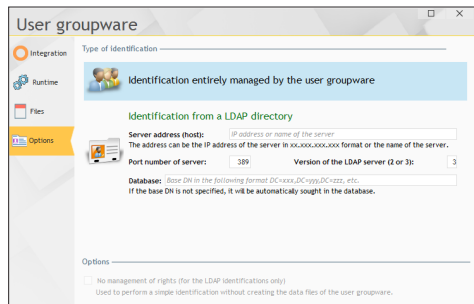 User groupware
Integration
Runtime
Files
Options
Type of identification
Identification entirely managed by the user groupware
Identification from a LDAP directory
Server address (host): IP address or name of the server
The address can be the IP address of the server in xx.xxx.xxx.xxx format or the name of the server.
Port number of server: 389 Version of the LDAP server (2 or 3): 3
Database: Base DN in the following format DC=xxx,DC=yyy,DC=zzz, etc.
If the base DN is not specified, it will be automatically sought in the database.
Options
No management of rights (for the LDAP identifications only)
Used to perform a simple identification without creating the data files of the user groupware.